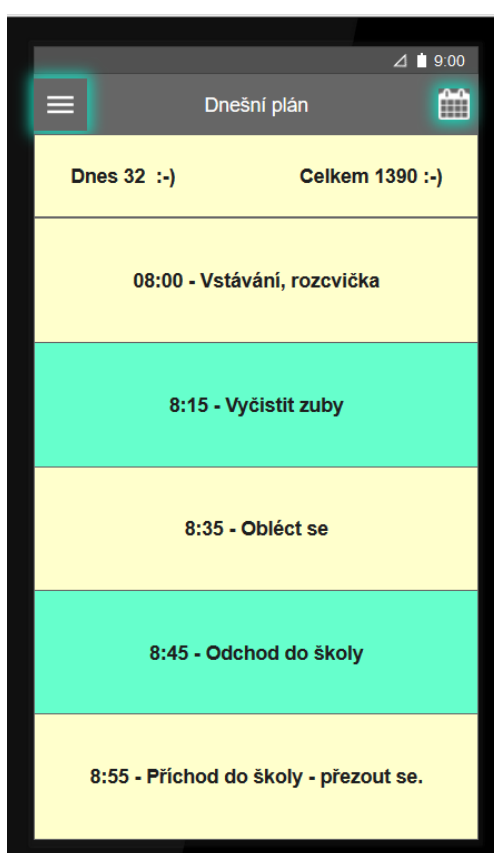 9:00
Dnešní plán
Dnes 32 :-) Celkem 1390 :-)
08:00 - Vstávání, rozcvička
8:15 - Vyčistit zuby
8:35 - Obléct se
8:45 - Odchod do školy
8:55 - Příchod do školy - přezout se.